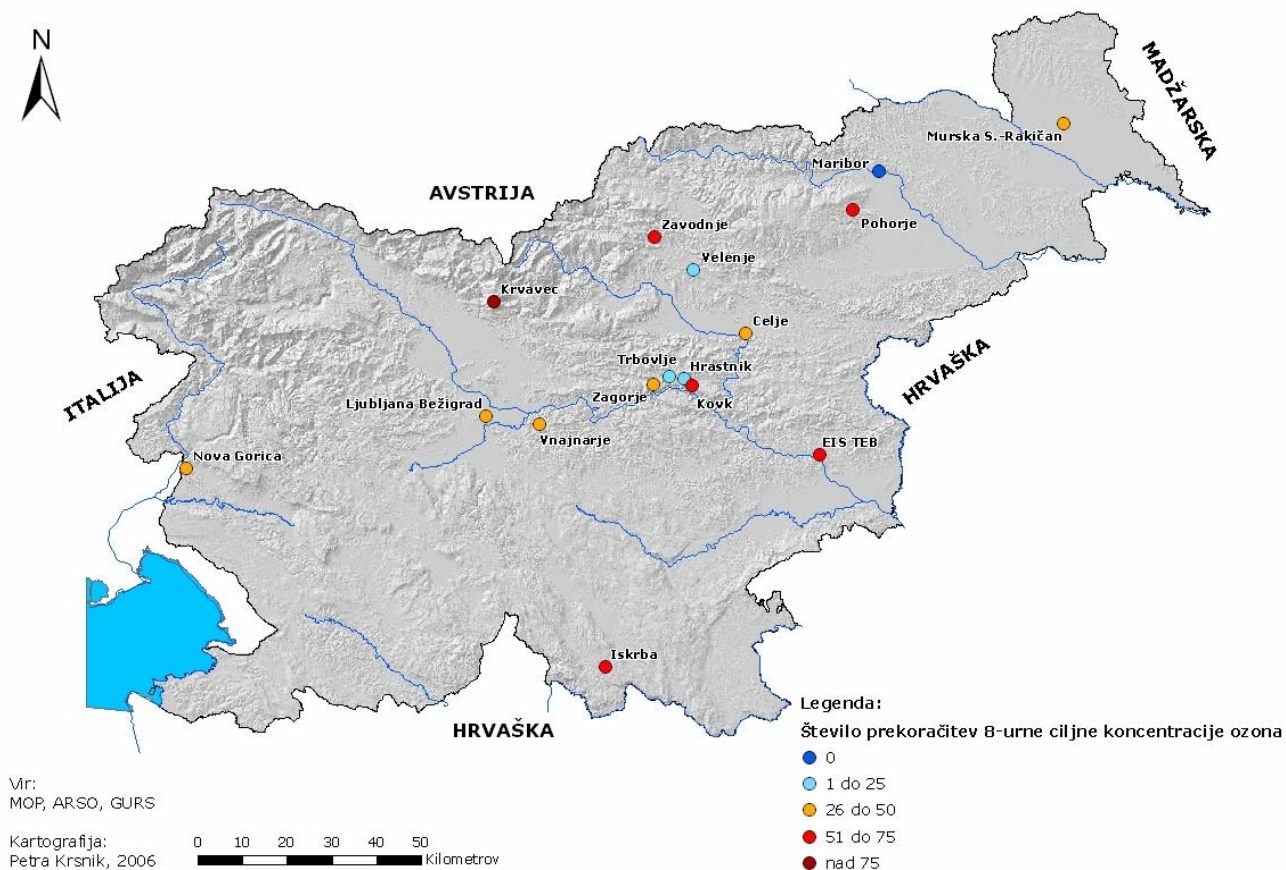 N
MADŽARSKA
Murska S.-Rakičan
Maribor
AVSTRIJA
Pohorje
Zavodnje
Velenje
Krvavec
Celje
HRVAŠKA
Trbovlje
Hrastnik
ITALIJA
Zagorje
Kovk
Ljubljana Bežigrad
Vnajnarje
EIS TEB
Nova Gorica
Iskrba
HRVAŠKA
Legenda:
Število prekoračitev 8-urne ciljne koncentracije ozona
0
1 do 25
26 do 50
51 do 75
nad 75
Vir:
MOP, ARSO, GURS
Kartografija:
Petra Krsnik, 2006
0 10 20 30 40 50
Kilometrov